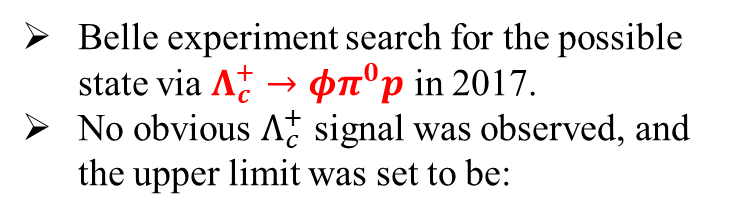 ➤ Belle experiment search for the possible
state via Λc+ → ϕπ0p in 2017.
➤ No obvious Λc+ signal was observed, and
the upper limit was set to be: